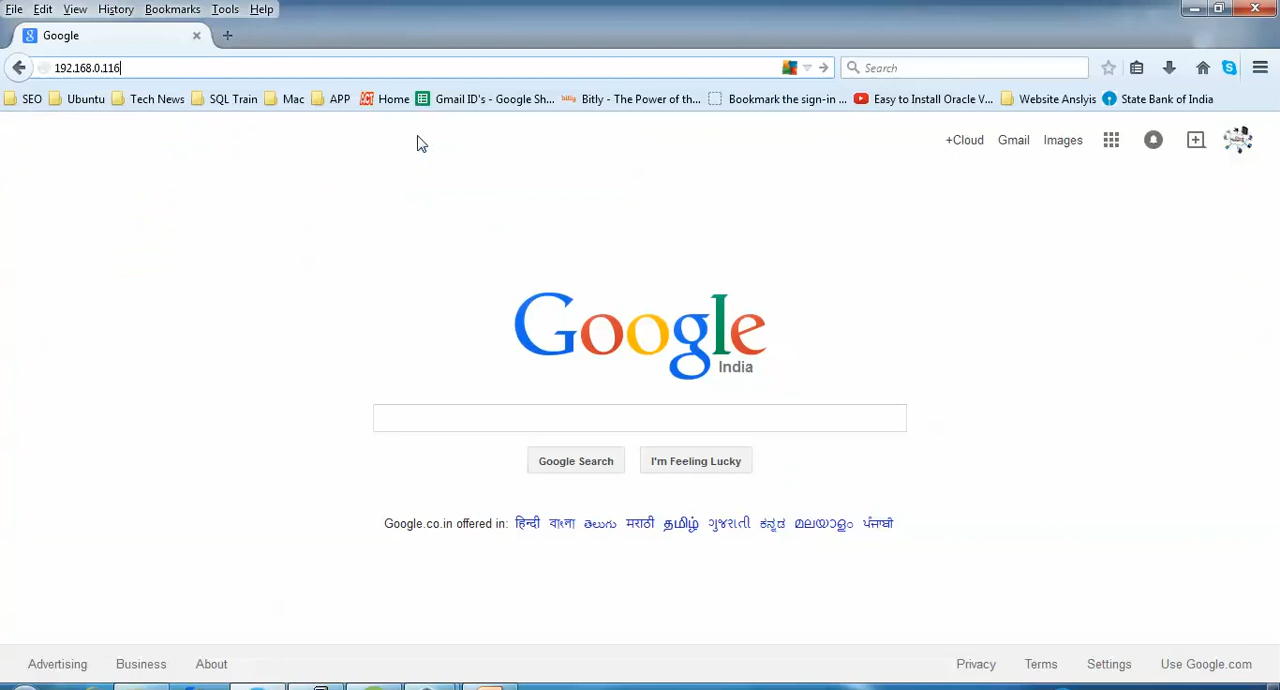 File Edit View History Bookmarks Tools Help
Google
192.168.0.116
Search
SEO Ubuntu Tech News SQL Train Mac APP Home Gmail ID's - Google Sh... bitly Bitly - The Power of th... Bookmark the sign-in ... Easy to Install Oracle V... Website Anslyis State Bank of India
+Cloud Gmail Images
Google
India
Google Search I'm Feeling Lucky
Google.co.in offered in: हिन्दी বাংলা తెలుగు मराठी தமிழ் ગુજરાતી ಕನ್ನಡ മലയാളം ਪੰਜਾਬੀ
Advertising Business About Privacy Terms Settings Use Google.com